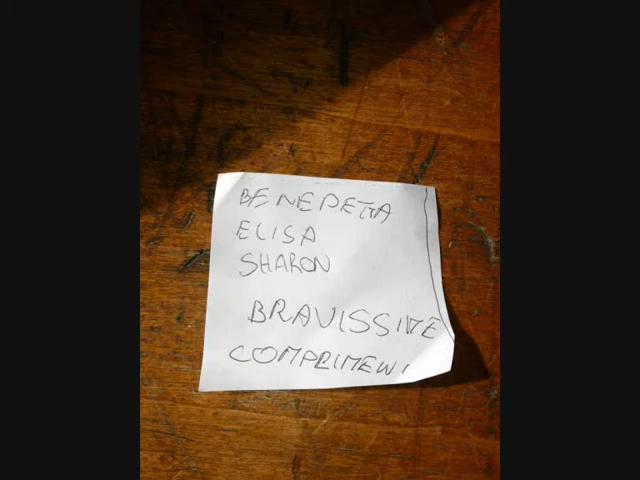 BENEDETTA
ELISA
SHARON
BRAVISSIME
COMPLIMENTI